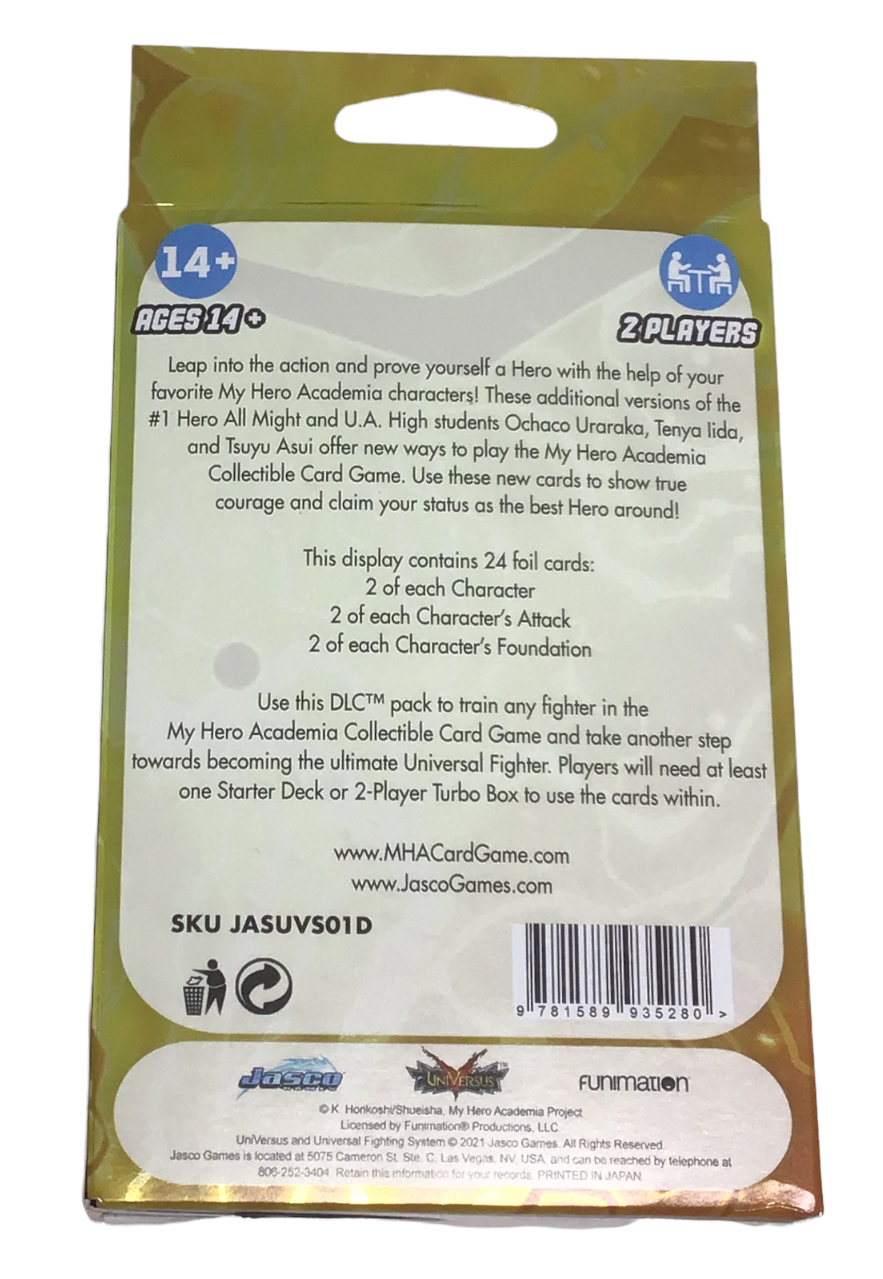 14+
AGES 14+
2 PLAYERS
Leap into the action and prove yourself a Hero with the help of your
favorite My Hero Academia characters! These additional versions of the
#1 Hero All Might and U.A. High students Ochaco Uraraka, Tenya Iida,
and Tsuyu Asui offer new ways to play the My Hero Academia
Collectible Card Game. Use these new cards to show true
courage and claim your status as the best Hero around!
This display contains 24 foil cards:
2 of each Character
2 of each Character's Attack
2 of each Character's Foundation
Use this DLC™ pack to train any fighter in the
My Hero Academia Collectible Card Game and take another step
towards becoming the ultimate Universal Fighter. Players will need at least
one Starter Deck or 2-Player Turbo Box to use the cards within.
www.MHACardGame.com
www.JascoGames.com
SKU JASUVS01D
9 781589 935280 >
Jasco GAMES
UNIVERSUS™
FUNIMATION
© K. Horikoshi/Shueisha, My Hero Academia Project
Licensed by Funimation® Productions, LLC
UniVersus and Universal Fighting System © 2021 Jasco Games. All Rights Reserved.
Jasco Games is located at 5075 Cameron St. Ste. C, Las Vegas, NV, USA, and can be reached by telephone at
806-252-3404. Retain this information for your records. PRINTED IN JAPAN.